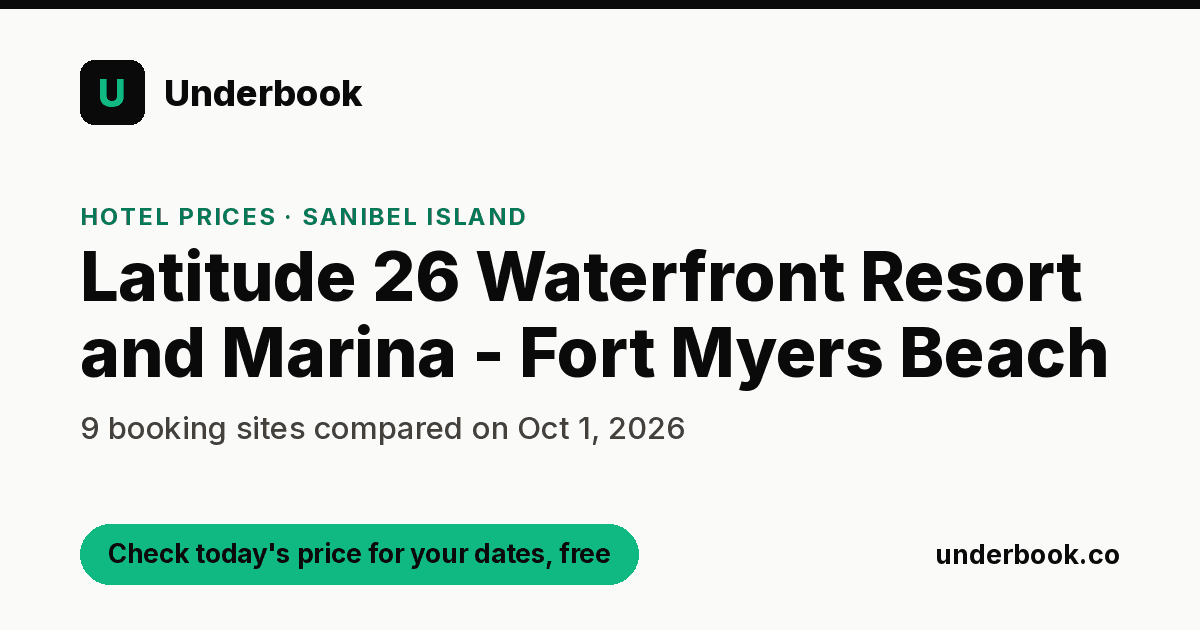 U Underbook
HOTEL PRICES · SANIBEL ISLAND
Latitude 26 Waterfront Resort
and Marina - Fort Myers Beach
9 booking sites compared on Oct 1, 2026
Check today's price for your dates, free
underbook.co